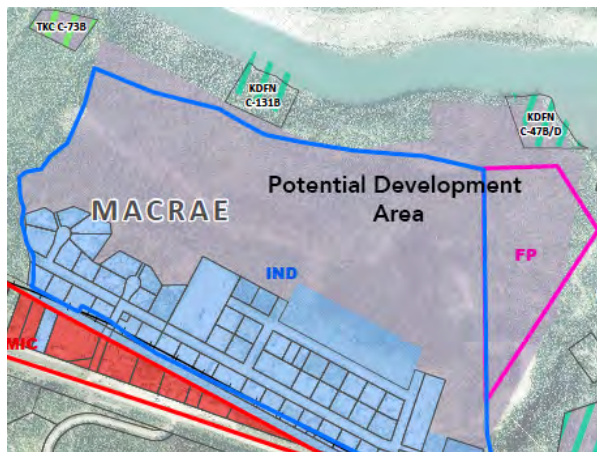 TKC C-73B
KDFN
C-131B
KDFN
C-47B/D
Potential Development
Area
MACRAE
FP
IND
MIC